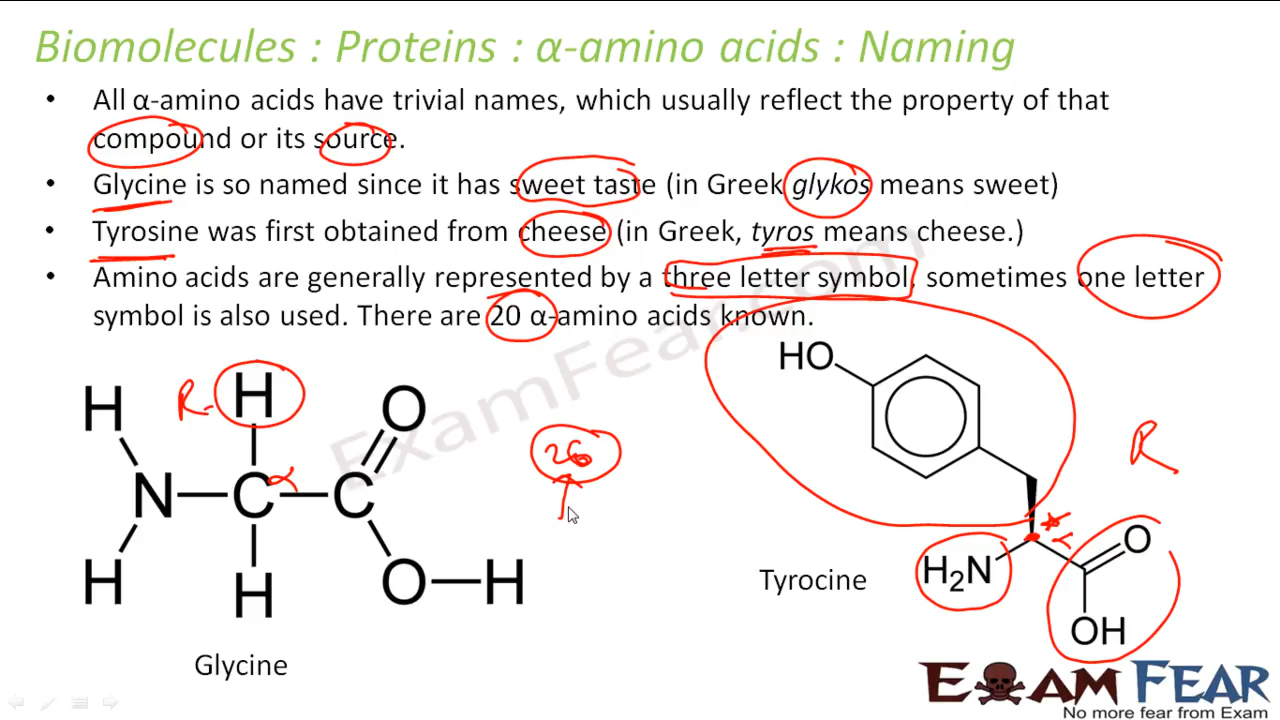 Biomolecules : Proteins : α-amino acids : Naming
• All α-amino acids have trivial names, which usually reflect the property of that
compound or its source.
• Glycine is so named since it has sweet taste (in Greek glykos means sweet)
• Tyrosine was first obtained from cheese (in Greek, tyros means cheese.)
• Amino acids are generally represented by a three letter symbol, sometimes one letter
symbol is also used. There are 20 α-amino acids known.
ExamFear.com
R H
H O
N C α C
H H O H
Glycine
26
HO
R
* α
H2N O
OH
Tyrocine
EXAM FEAR
No more fear from Exam